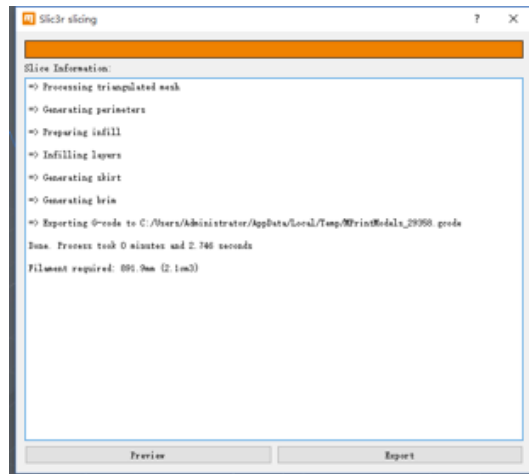 Slic3r slicing
Slice Information:
=> Processing triangulated mesh
=> Generating perimeters
=> Preparing infill
=> Infilling layers
=> Generating skirt
=> Generating brim
=> Exporting G-code to C:/Users/Administrator/AppData/Local/Temp/MPrintModels_29358.gcode
Done. Process took 0 minutes and 2.746 seconds
Filament required: 891.9mm (2.1cm3)
Preview
Export